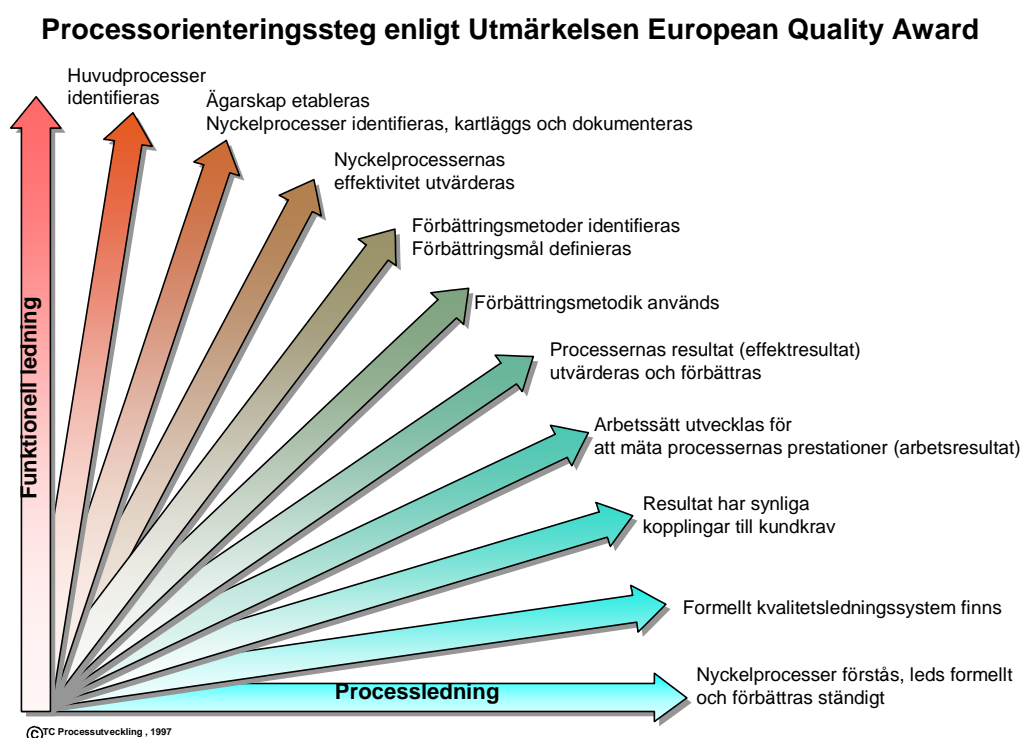 Processorienteringssteg enligt Utmärkelsen European Quality Award
Huvudprocesser
identifieras
Ägarskap etableras
Nyckelprocesser identifieras, kartläggs och dokumenteras
Nyckelprocessernas
effektivitet utvärderas
Förbättringsmetoder identifieras
Förbättringsmål definieras
Förbättringsmetodik används
Processernas resultat (effektresultat)
utvärderas och förbättras
Arbetssätt utvecklas för
att mäta processernas prestationer (arbetsresultat)
Resultat har synliga
kopplingar till kundkrav
Formellt kvalitetsledningssystem finns
Nyckelprocesser förstås, leds formellt
och förbättras ständigt
Funktionell ledning
Processledning
©TC Processutveckling , 1997